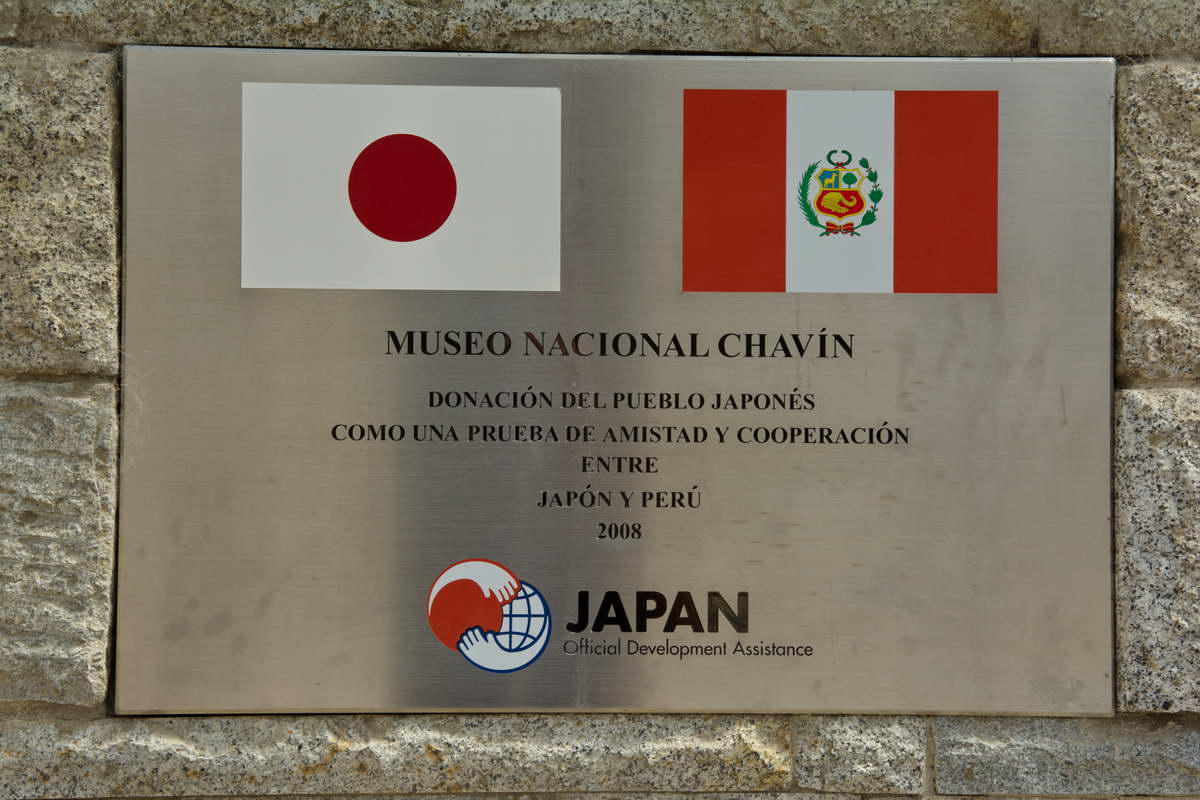 MUSEO NACIONAL CHAVÍN
DONACIÓN DEL PUEBLO JAPONÉS
COMO UNA PRUEBA DE AMISTAD Y COOPERACIÓN
ENTRE
JAPÓN Y PERÚ
2008
JAPAN
Official Development Assistance